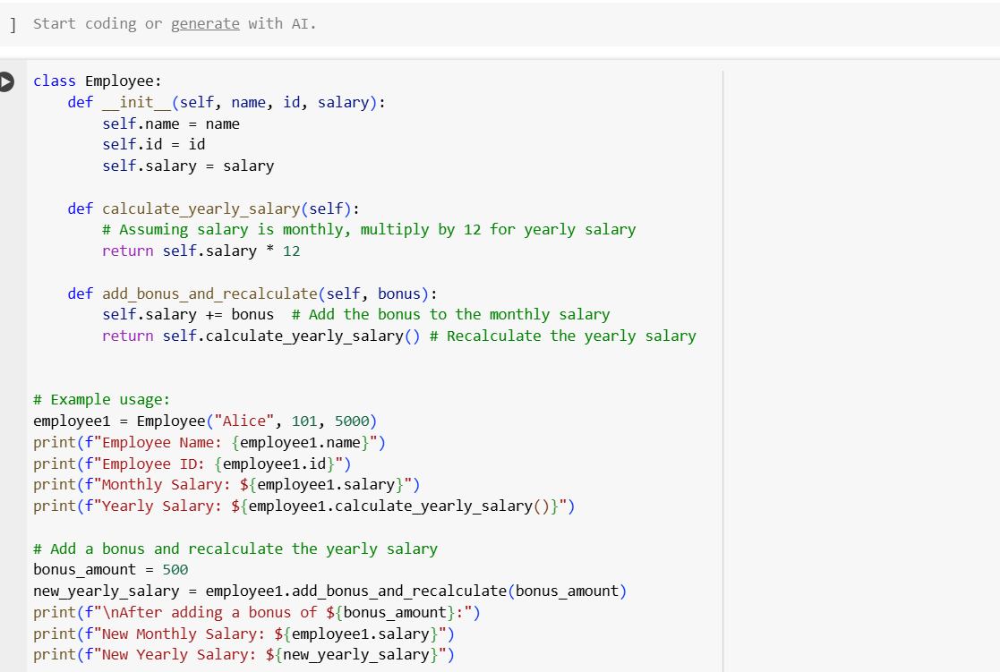 ] Start coding or generate with AI.
class Employee:
    def __init__(self, name, id, salary):
        self.name = name
        self.id = id
        self.salary = salary

    def calculate_yearly_salary(self):
        # Assuming salary is monthly, multiply by 12 for yearly salary
        return self.salary * 12

    def add_bonus_and_recalculate(self, bonus):
        self.salary += bonus  # Add the bonus to the monthly salary
        return self.calculate_yearly_salary() # Recalculate the yearly salary


# Example usage:
employee1 = Employee("Alice", 101, 5000)
print(f"Employee Name: {employee1.name}")
print(f"Employee ID: {employee1.id}")
print(f"Monthly Salary: ${employee1.salary}")
print(f"Yearly Salary: ${employee1.calculate_yearly_salary()}")

# Add a bonus and recalculate the yearly salary
bonus_amount = 500
new_yearly_salary = employee1.add_bonus_and_recalculate(bonus_amount)
print(f"\nAfter adding a bonus of ${bonus_amount}:")
print(f"New Monthly Salary: ${employee1.salary}")
print(f"New Yearly Salary: ${new_yearly_salary}")